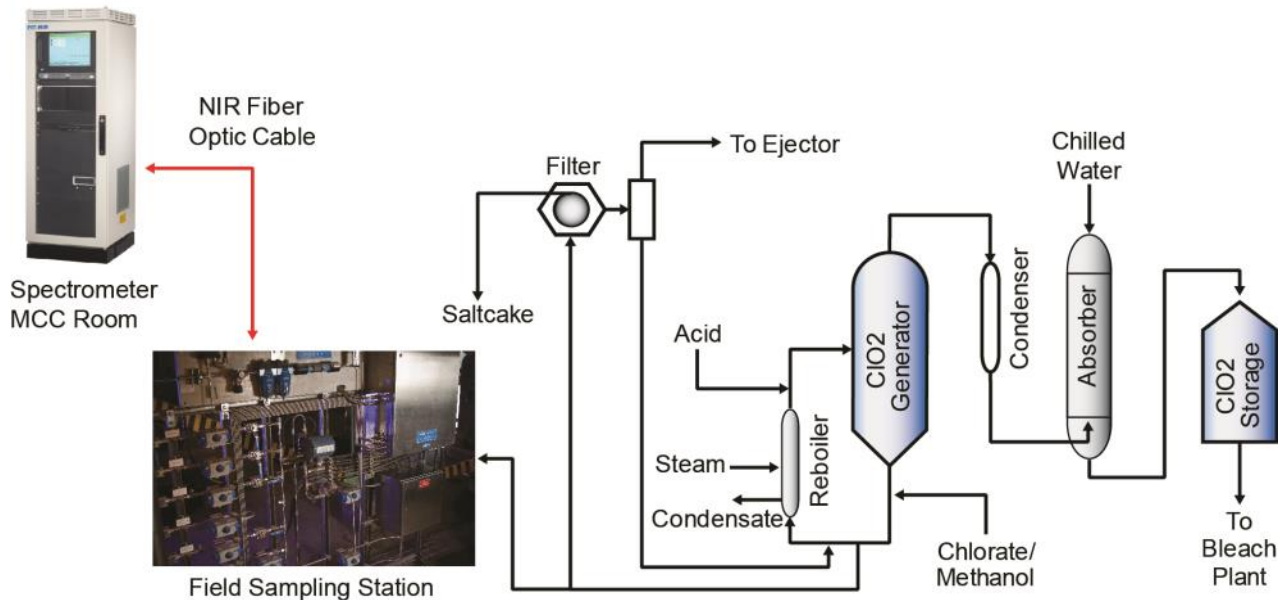 NIR Fiber
Optic Cable
Spectrometer
MCC Room
Field Sampling Station
Filter
To Ejector
Saltcake
Acid
Steam
Condensate
Reboiler
ClO2
Generator
Chlorate/
Methanol
Condenser
Chilled
Water
Absorber
ClO2
Storage
To
Bleach
Plant